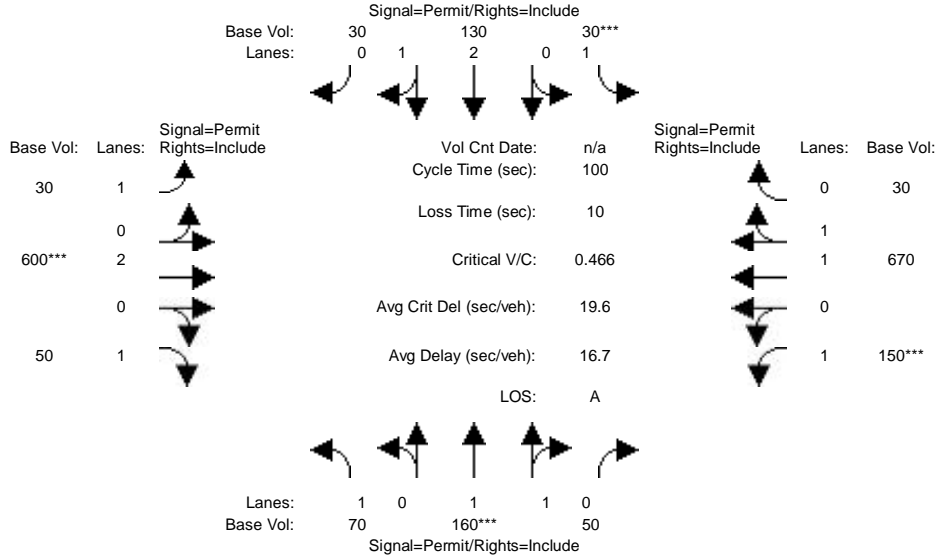 Signal=Permit/Rights=Include
Base Vol: 30 130 30***
Lanes: 0 1 2 0 1
Signal=Permit
Rights=Include
Base Vol: Lanes:
30 1
0
600*** 2
0
50 1
Vol Cnt Date: n/a
Cycle Time (sec): 100
Loss Time (sec): 10
Critical V/C: 0.466
Avg Crit Del (sec/veh): 19.6
Avg Delay (sec/veh): 16.7
LOS: A
Signal=Permit
Rights=Include
Lanes: Base Vol:
0 30
1
1 670
0
1 150***
Lanes: 1 0 1 1 0
Base Vol: 70 160*** 50
Signal=Permit/Rights=Include